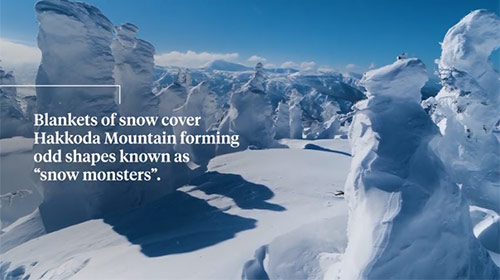 Blankets of snow cover
Hakkoda Mountain forming
odd shapes known as
“snow monsters”.